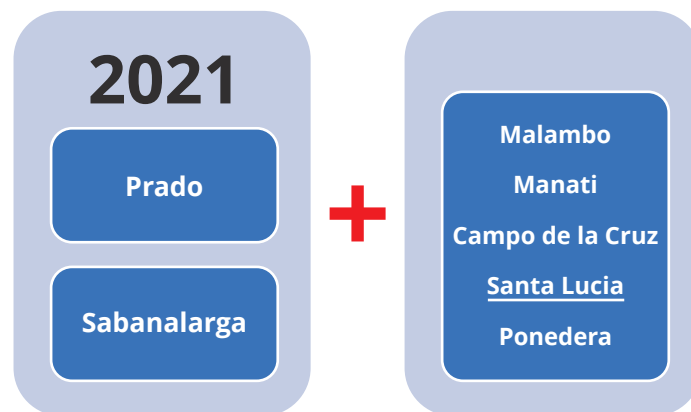 2021
Prado
Sabanalarga
+
Malambo
Manati
Campo de la Cruz
Santa Lucia
Ponedera